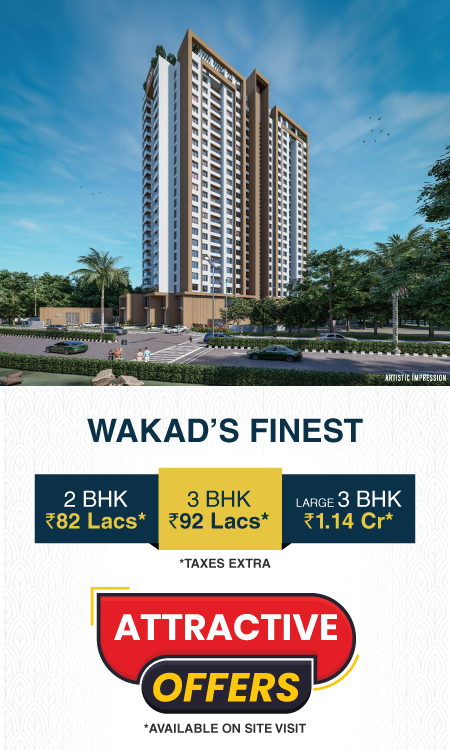 ARTISTIC IMPRESSION
WAKAD'S FINEST
2 BHK
₹82 Lacs*
3 BHK
₹92 Lacs*
LARGE 3 BHK
₹1.14 Cr*
*TAXES EXTRA
ATTRACTIVE
OFFERS
*AVAILABLE ON SITE VISIT